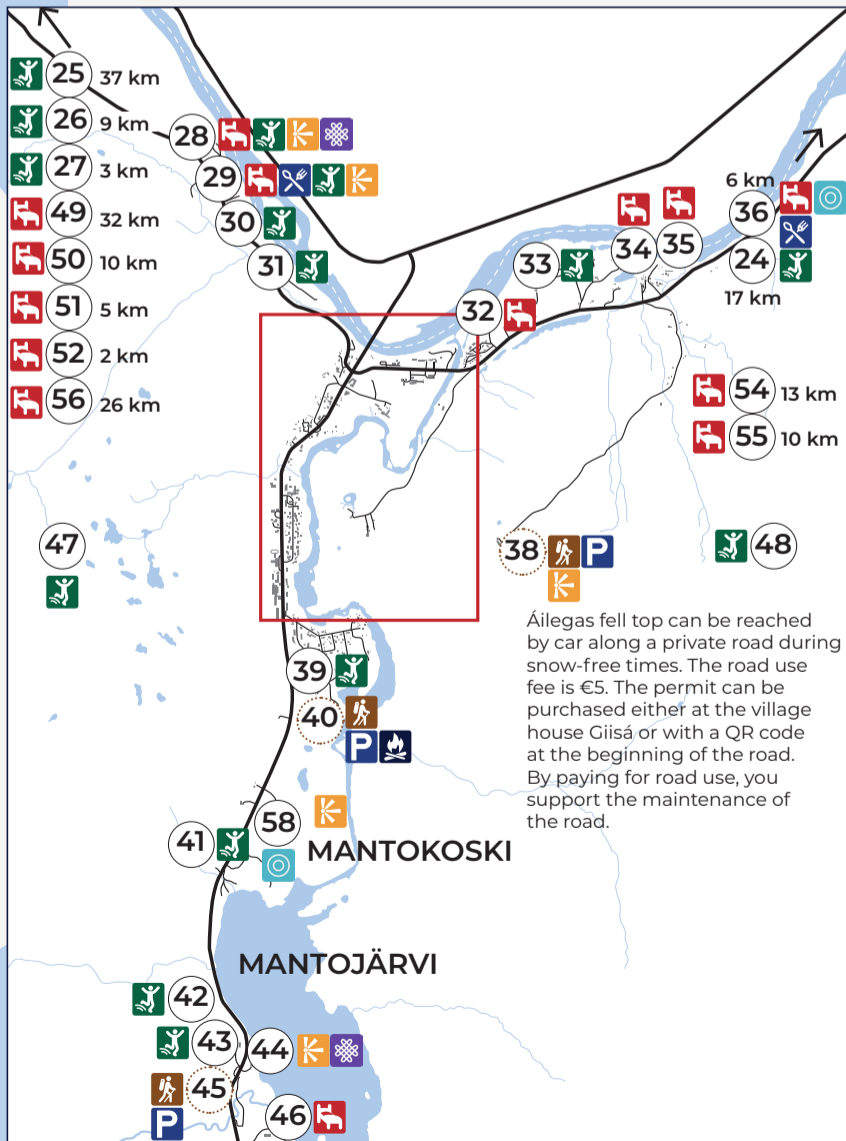 25 37 km
26 9 km
27 3 km
49 32 km
50 10 km
51 5 km
52 2 km
56 26 km
28
29
30
31
32
33
34
35
6 km
36
24
17 km
54 13 km
55 10 km
47
38 P
48
Áilegas fell top can be reached
by car along a private road during
snow-free times. The road use
fee is €5. The permit can be
purchased either at the village
house Giisá or with a QR code
at the beginning of the road.
By paying for road use, you
support the maintenance of
the road.
39
40
P
58
41
MANTOKOSKI
MANTOJÄRVI
42
43
44
45
P
46